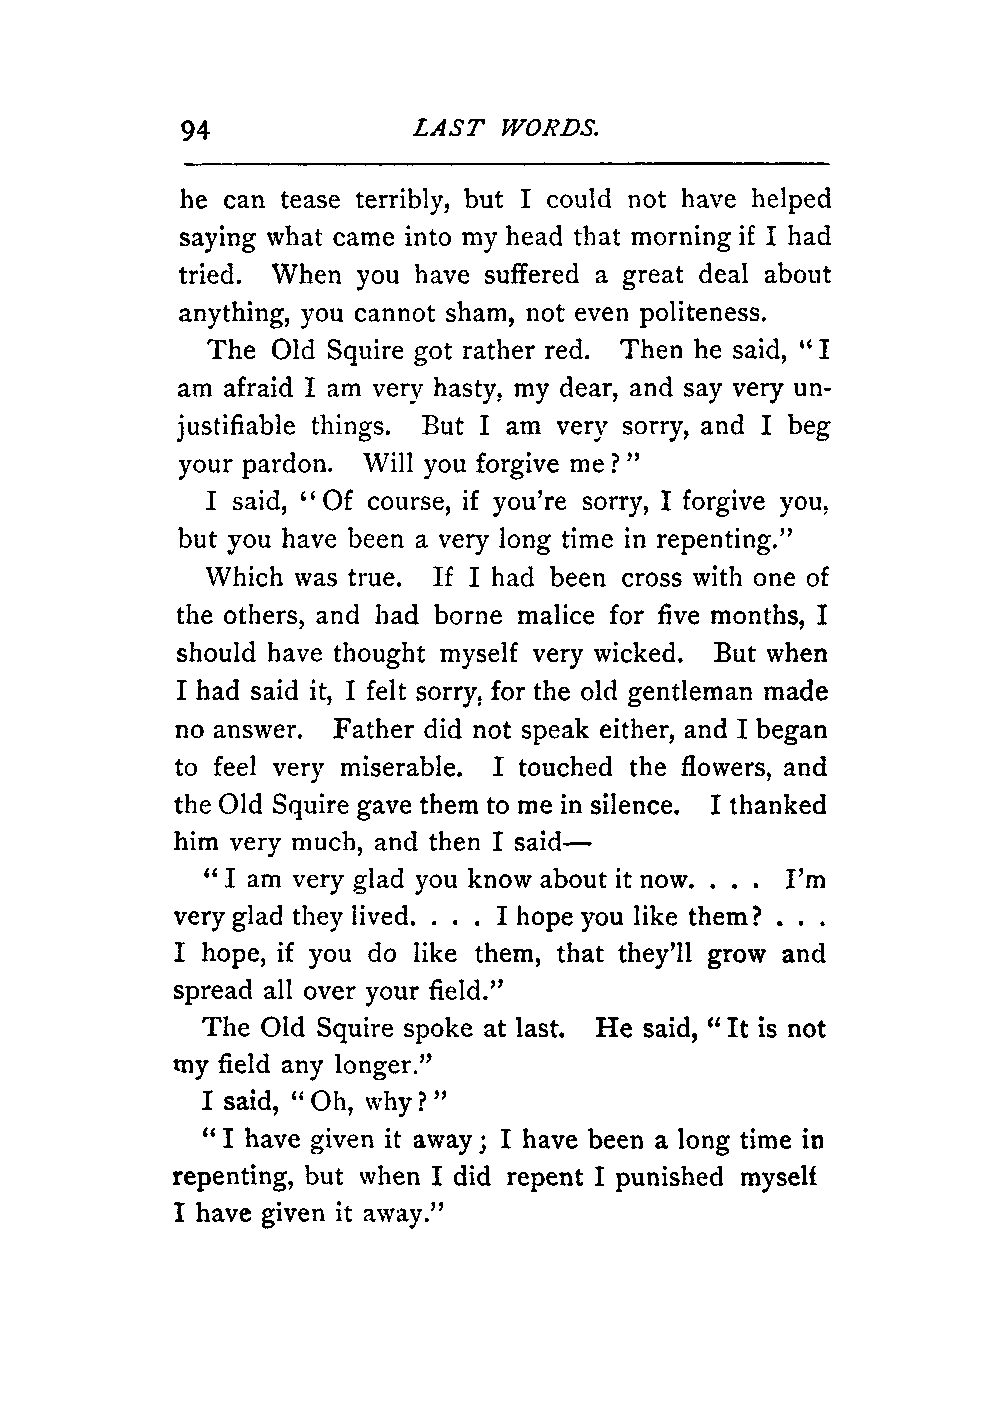 94 LAST WORDS.
he can tease terribly, but I could not have helped
saying what came into my head that morning if I had
tried. When you have suffered a great deal about
anything, you cannot sham, not even politeness.
The Old Squire got rather red. Then he said, “I
am afraid I am very hasty, my dear, and say very un-
justifiable things. But I am very sorry, and I beg
your pardon. Will you forgive me?”
I said, “Of course, if you’re sorry, I forgive you,
but you have been a very long time in repenting.”
Which was true. If I had been cross with one of
the others, and had borne malice for five months, I
should have thought myself very wicked. But when
I had said it, I felt sorry, for the old gentleman made
no answer. Father did not speak either, and I began
to feel very miserable. I touched the flowers, and
the Old Squire gave them to me in silence. I thanked
him very much, and then I said—
“I am very glad you know about it now. . . . I’m
very glad they lived. . . . I hope you like them? . . .
I hope, if you do like them, that they’ll grow and
spread all over your field.”
The Old Squire spoke at last. He said, “It is not
my field any longer.”
I said, “Oh, why?”
“I have given it away; I have been a long time in
repenting, but when I did repent I punished myself
I have given it away.”